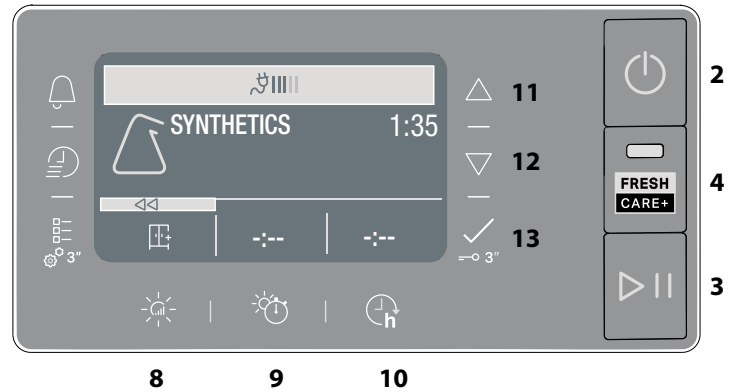 2
11
SYNTHETICS 1:35
12
4
FRESH
CARE+
-:-- -:--
13
3" 3"
3
h
8 9 10